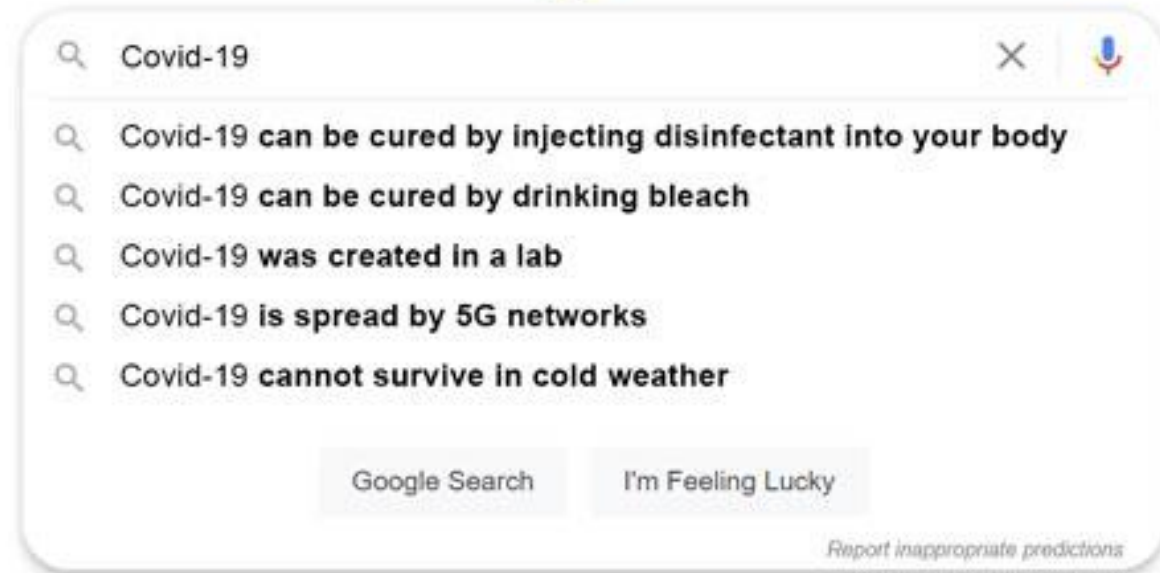 Covid-19
Covid-19 can be cured by injecting disinfectant into your body
Covid-19 can be cured by drinking bleach
Covid-19 was created in a lab
Covid-19 is spread by 5G networks
Covid-19 cannot survive in cold weather
Google Search I'm Feeling Lucky
Report inappropriate predictions